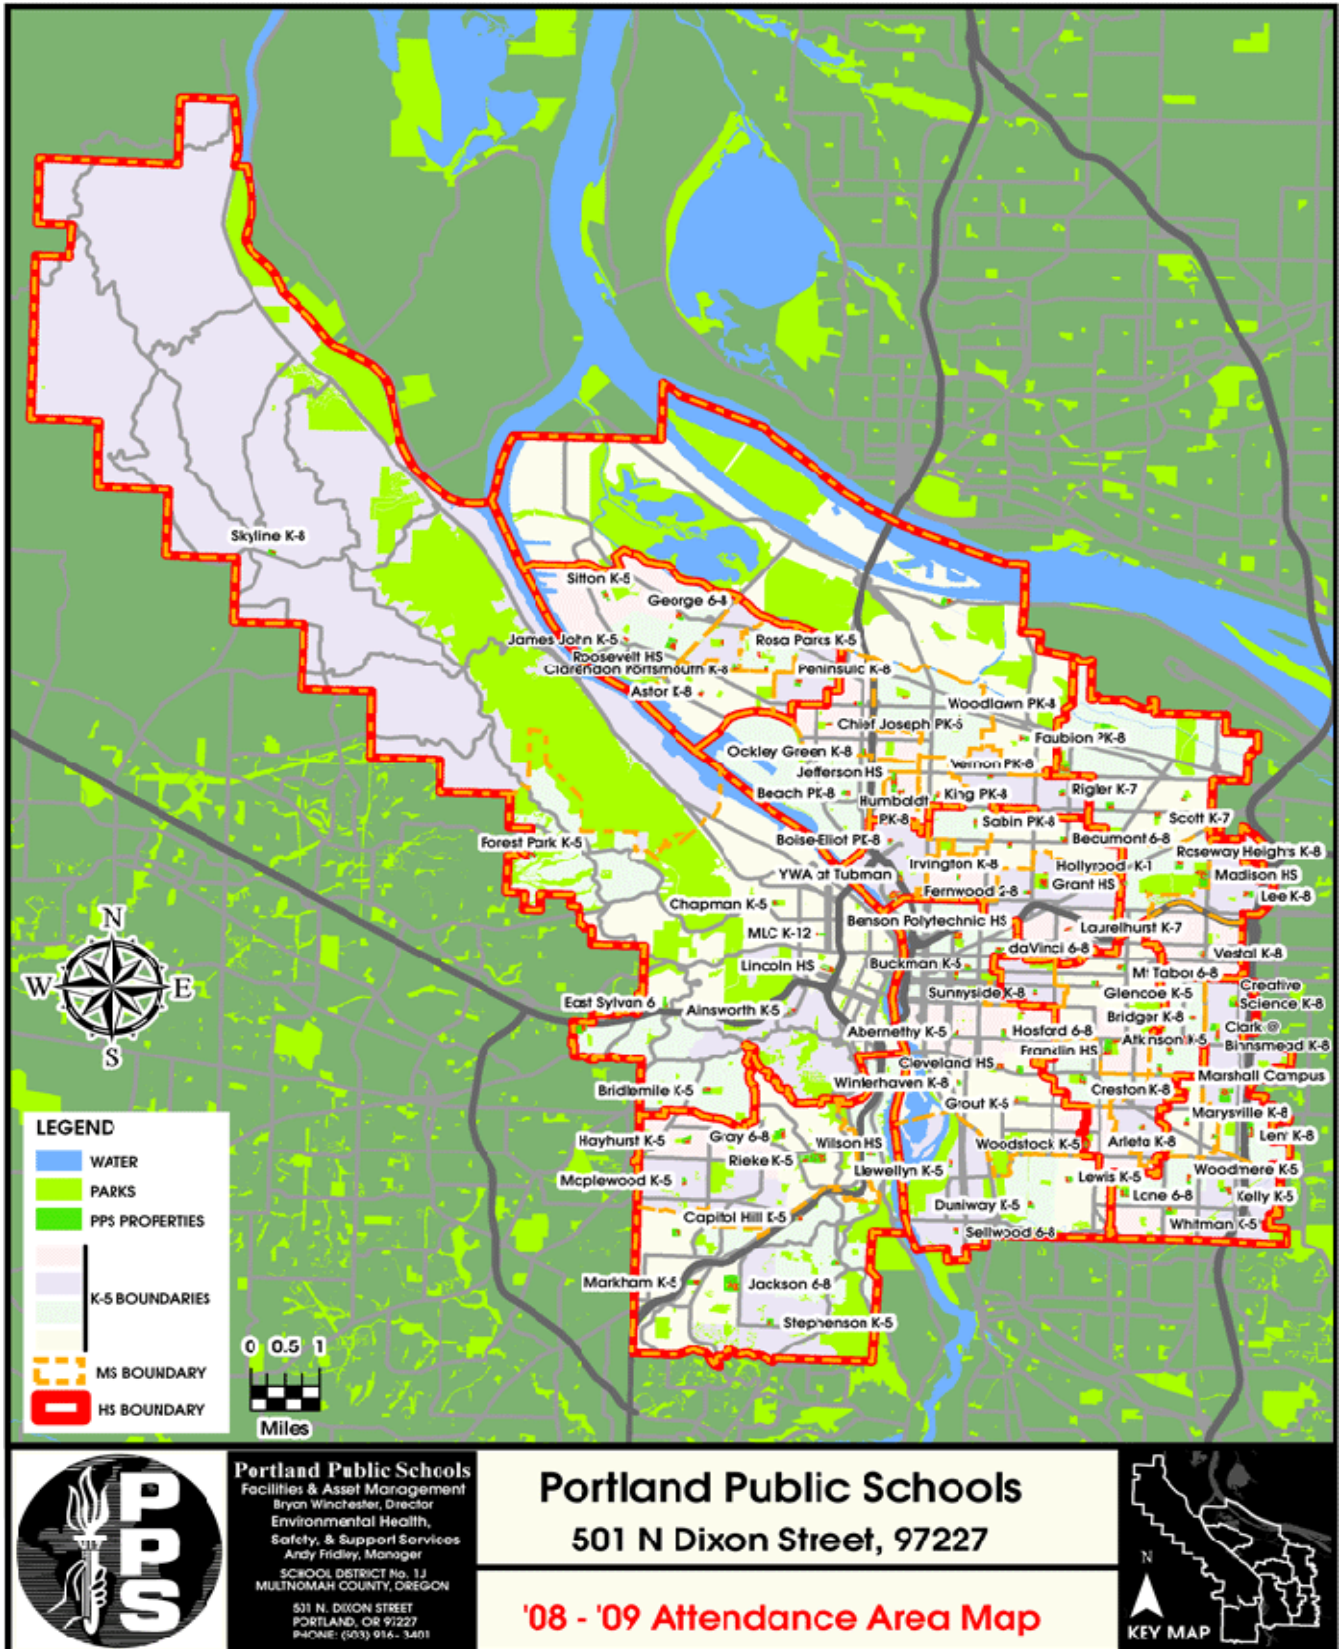 Skyline K-8
Sitton K-5
George 6-8
James John K-5
Rosa Parks K-5
Roosevelt HS
Clarendon Portsmouth K-8
Peninsula K-8
Astor K-8
Woodlawn PK-8
Chief Joseph PK-5
Faubion PK-8
Ockley Green K-8
Vernon PK-8
Jefferson HS
Beach PK-8
Humboldt
PK-8
King PK-8
Rigler K-7
Sabin PK-8
Scott K-7
Forest Park K-5
Boise-Eliot PK-8
Beaumont 6-8
Roseway Heights K-8
Irvington K-8
Hollyrood K-1
YWA at Tubman
Madison HS
Fernwood 2-8
Grant HS
Lee K-8
Chapman K-5
Benson Polytechnic HS
MLC K-12
Laurelhurst K-7
daVinci 6-8
Vestal K-8
Lincoln HS
Buckman K-5
Mt Tabor 6-8
Sunnyside K-8
Glencoe K-5
Creative
Science K-8
East Sylvan 6
Ainsworth K-5
Bridger K-8
Abernethy K-5
Hosford 6-8
Clark @
Binnsmead K-8
Atkinson K-5
Franklin HS
Cleveland HS
Bridlemile K-5
Winterhaven K-8
Creston K-8
Marshall Campus
Grout K-5
Marysville K-8
Hayhurst K-5
Gray 6-8
Wilson HS
Woodstock K-5
Arleta K-8
Lent K-8
Rieke K-5
Llewellyn K-5
Maplewood K-5
Lewis K-5
Woodmere K-5
Lane 6-8
Kelly K-5
Capitol Hill K-5
Duniway K-5
Sellwood 6-8
Whitman K-5
Markham K-5
Jackson 6-8
Stephenson K-5
N
W
E
S
LEGEND
WATER
PARKS
PPS PROPERTIES
K-5 BOUNDARIES
MS BOUNDARY
HS BOUNDARY
0 0.5 1
Miles
PPS
Portland Public Schools
Facilities & Asset Management
Bryan Winchester, Director
Environmental Health,
Safety, & Support Services
Andy Fridley, Manager
SCHOOL DISTRICT No. 1J
MULTNOMAH COUNTY, OREGON
501 N. DIXON STREET
PORTLAND, OR 97227
PHONE: (503) 916- 3401
Portland Public Schools
501 N Dixon Street, 97227
'08 - '09 Attendance Area Map
N
KEY MAP